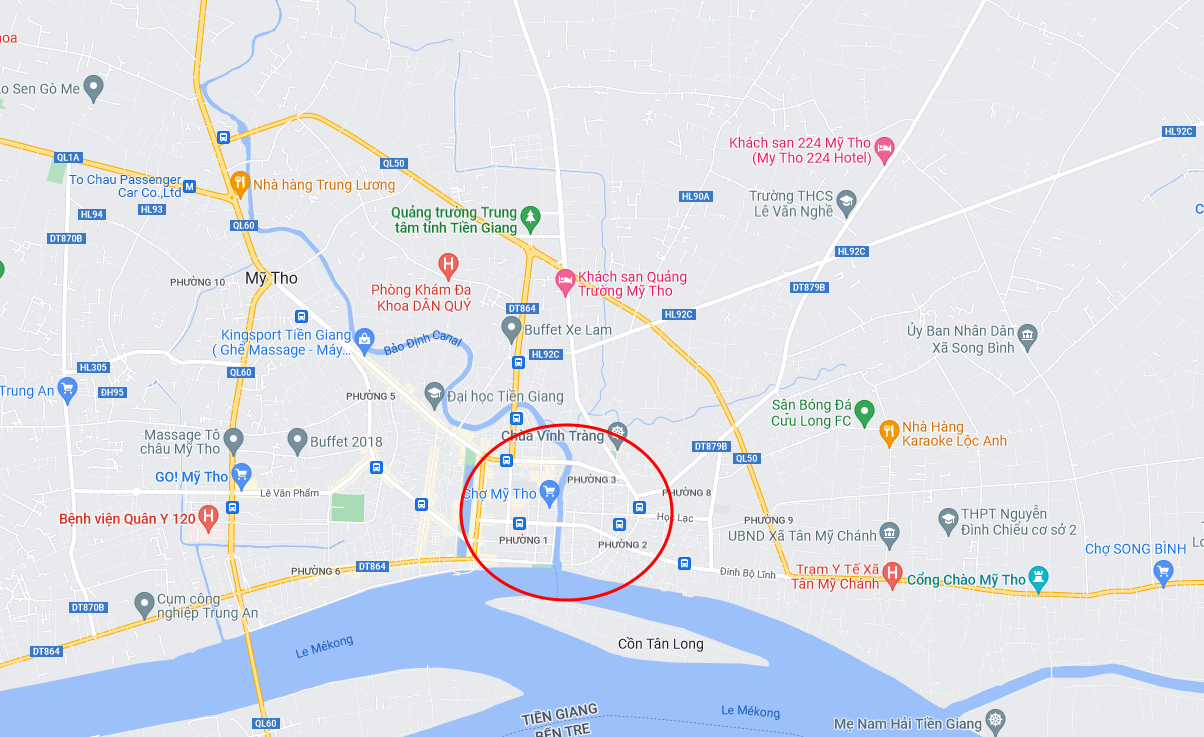 oa
o Sen Gò Me
QL1A
To Chau Passenger
Car Co.,Ltd
M
HL94
HL93
DT870B
Nhà hàng Trung Lương
QL50
QL60
HL92C
Khách sạn 224 Mỹ Tho
(My Tho 224 Hotel)
HL90A
Trường THCS
Lê Văn Nghề
Quảng trường Trung
tâm tỉnh Tiền Giang
HL92C
C
PHƯỜNG 10
Mỹ Tho
H
Phòng Khám Đa
Khoa DÂN QUÝ
Khách sạn Quảng
Trường Mỹ Tho
DT879B
DT864
HL92C
Kingsport Tiền Giang
( Ghế Massage - Máy...
Bảo Định Canal
Buffet Xe Lam
HL92C
Ủy Ban Nhân Dân
Xã Song Bình
HL305
QL60
Trung An
ĐH95
PHƯỜNG 5
Đại học Tiền Giang
Sân Bóng Đá
Cửu Long FC
Nhà Hàng
Karaoke Lộc Anh
Massage Tô
châu Mỹ Tho
Buffet 2018
Chùa Vĩnh Tràng
DT879B
QL50
GO! Mỹ Tho
Lê Văn Phẩm
PHƯỜNG 3
Chợ Mỹ Tho
PHƯỜNG 8
Bệnh viện Quân Y 120
H
Học Lạc
PHƯỜNG 9
THPT Nguyễn
Đình Chiểu cơ sở 2
PHƯỜNG 1
PHƯỜNG 2
UBND Xã Tân Mỹ Chánh
Lo
Chợ SONG BÌNH
PHƯỜNG 6
DT864
Đinh Bộ Lĩnh
Trạm Y Tế Xã
Tân Mỹ Chánh
H
Cổng Chào Mỹ Tho
DT870B
Cụm công
nghiệp Trung An
DT864
Le Mékong
Cồn Tân Long
Le Mékong
TIỀN GIANG
BẾN TRE
QL60
Mẹ Nam Hải Tiền Giang